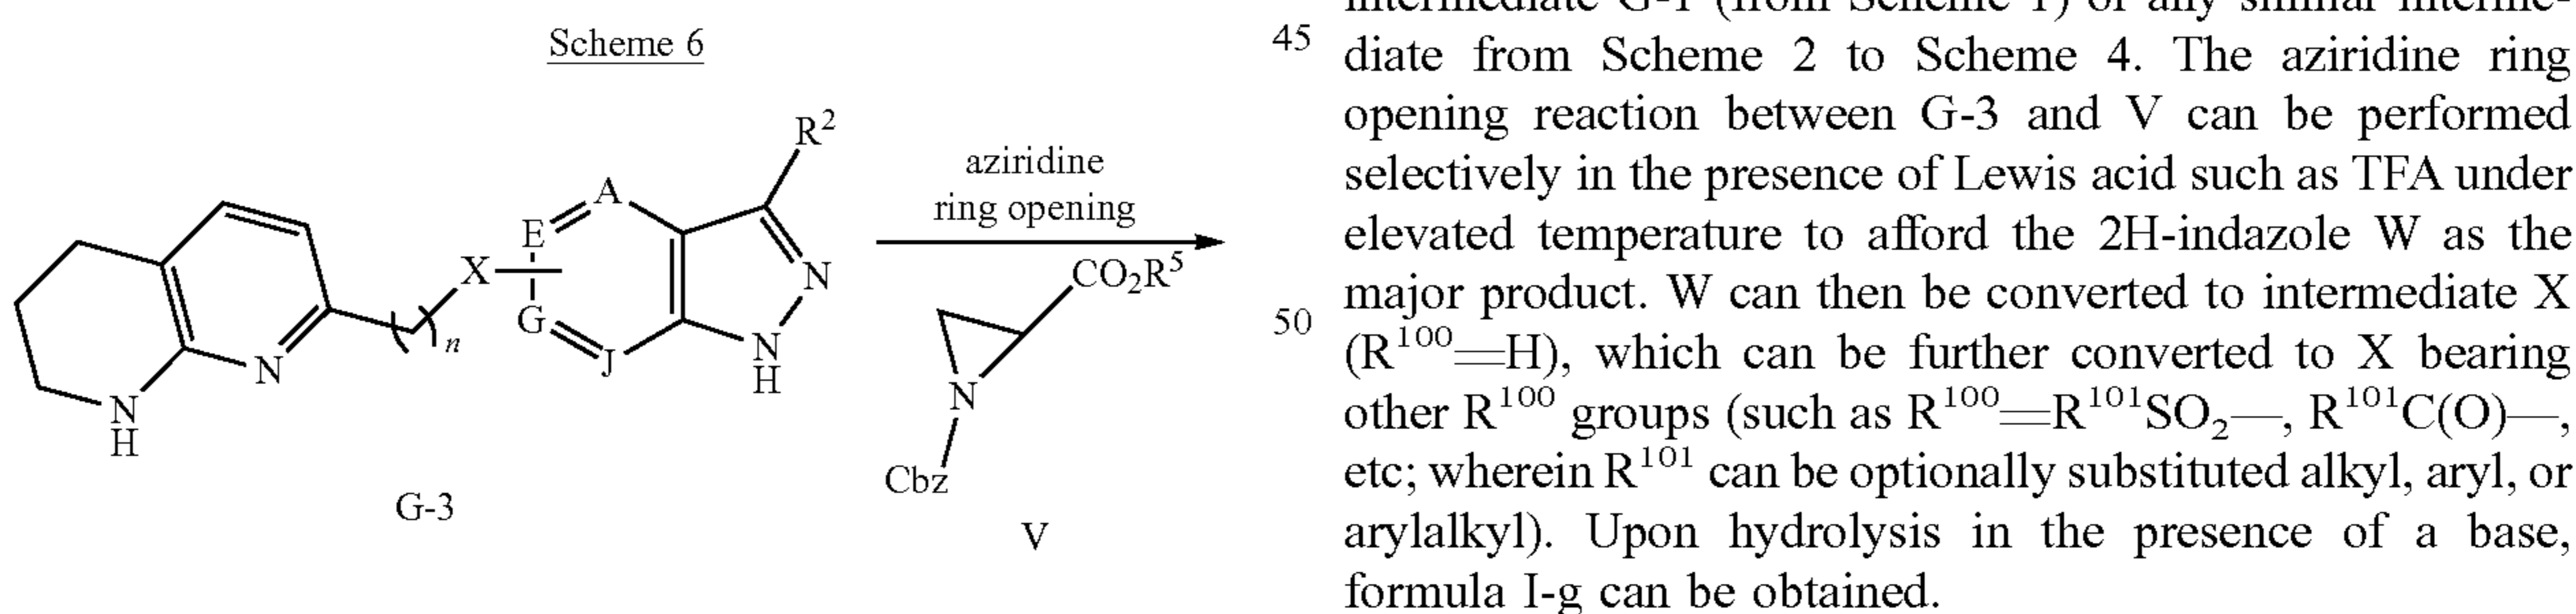 Scheme 6
R²
A
E
X
N
G
n
J
N
H
N
N
H
G-3
aziridine
ring opening
CO₂R⁵
N
Cbz
V
45
50
intermediate G-1 (from Scheme 1) or any similar interme-
diate from Scheme 2 to Scheme 4. The aziridine ring
opening reaction between G-3 and V can be performed
selectively in the presence of Lewis acid such as TFA under
elevated temperature to afford the 2H-indazole W as the
major product. W can then be converted to intermediate X
(R¹⁰⁰═H), which can be further converted to X bearing
other R¹⁰⁰ groups (such as R¹⁰⁰═R¹⁰¹SO₂—, R¹⁰¹C(O)—,
etc; wherein R¹⁰¹ can be optionally substituted alkyl, aryl, or
arylalkyl). Upon hydrolysis in the presence of a base,
formula I-g can be obtained.